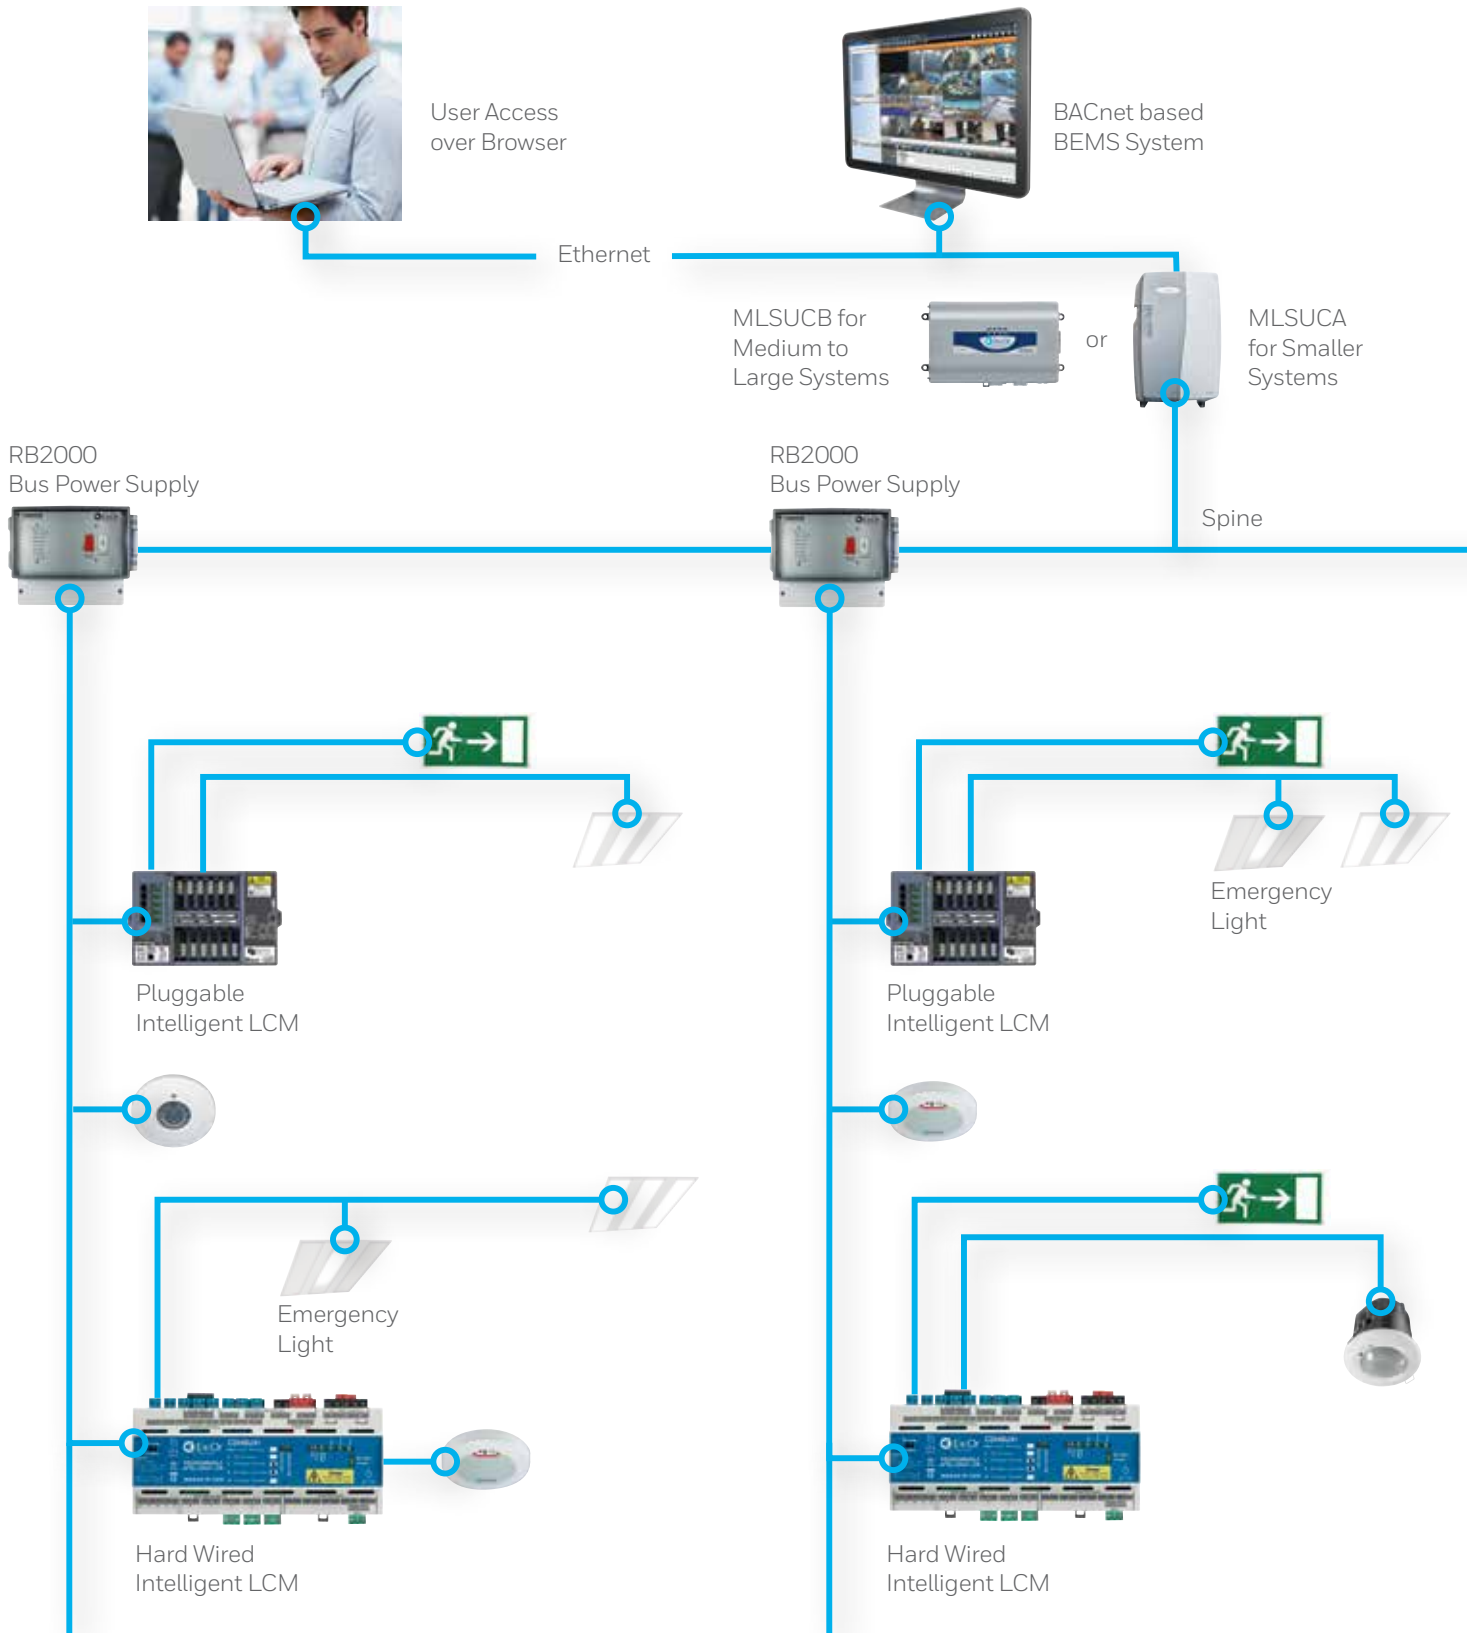 User Access
over Browser
BACnet based
BEMS System
Ethernet
MLSUCB for
Medium to
Large Systems
or
MLSUCA
for Smaller
Systems
RB2000
Bus Power Supply
RB2000
Bus Power Supply
Spine
Emergency
Light
Pluggable
Intelligent LCM
Pluggable
Intelligent LCM
Emergency
Light
Hard Wired
Intelligent LCM
Hard Wired
Intelligent LCM